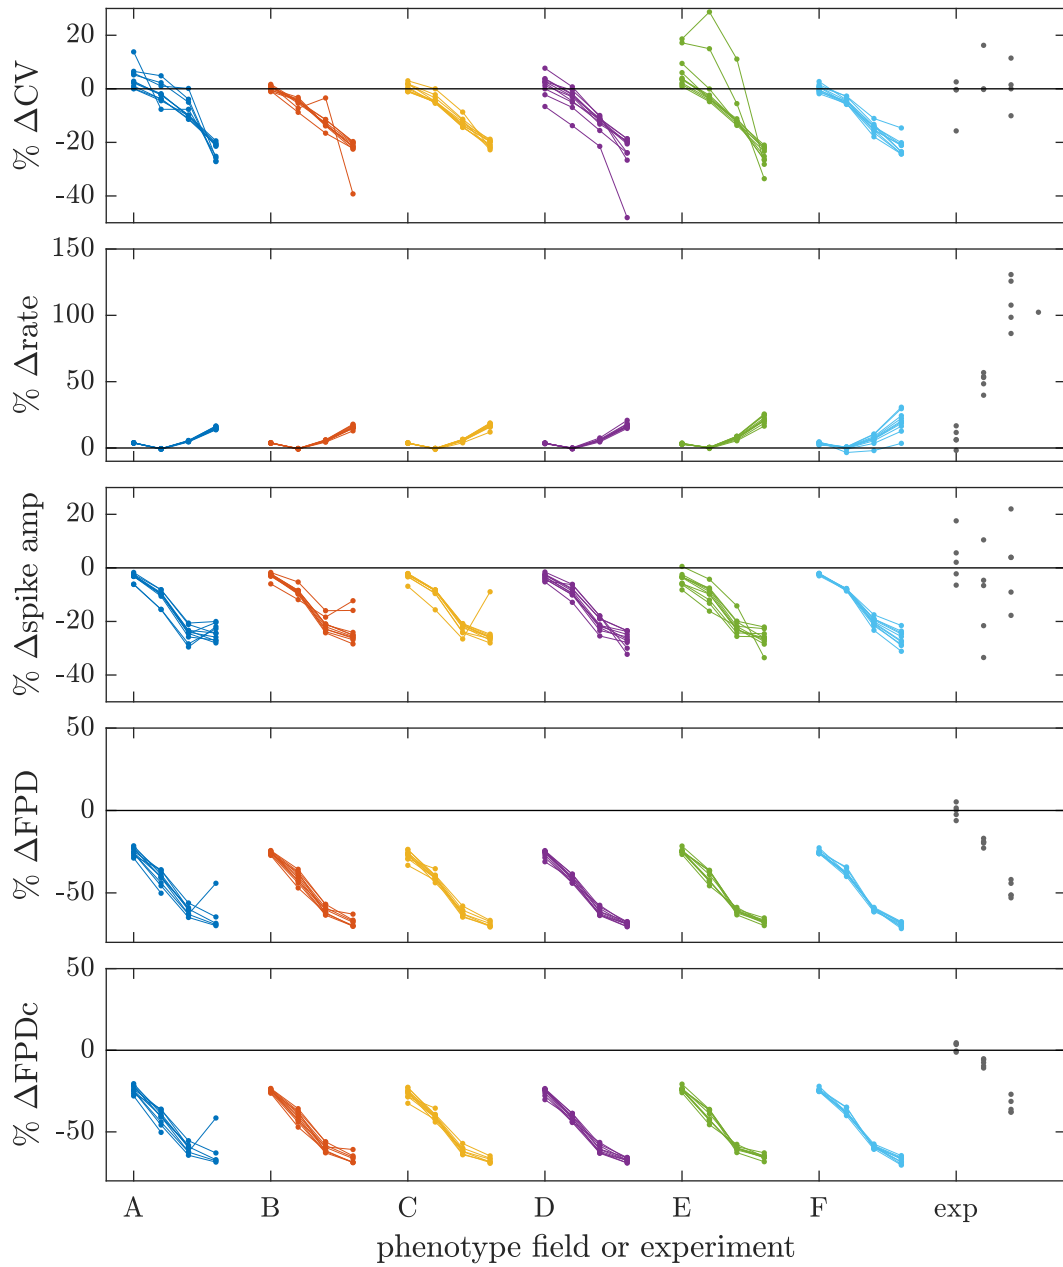 % ΔCV
20
0
-20
-40
% Δrate
150
100
50
0
% Δspike amp
20
0
-20
-40
% ΔFPD
50
0
-50
% ΔFPDc
50
0
-50
A B C D E F exp
phenotype field or experiment